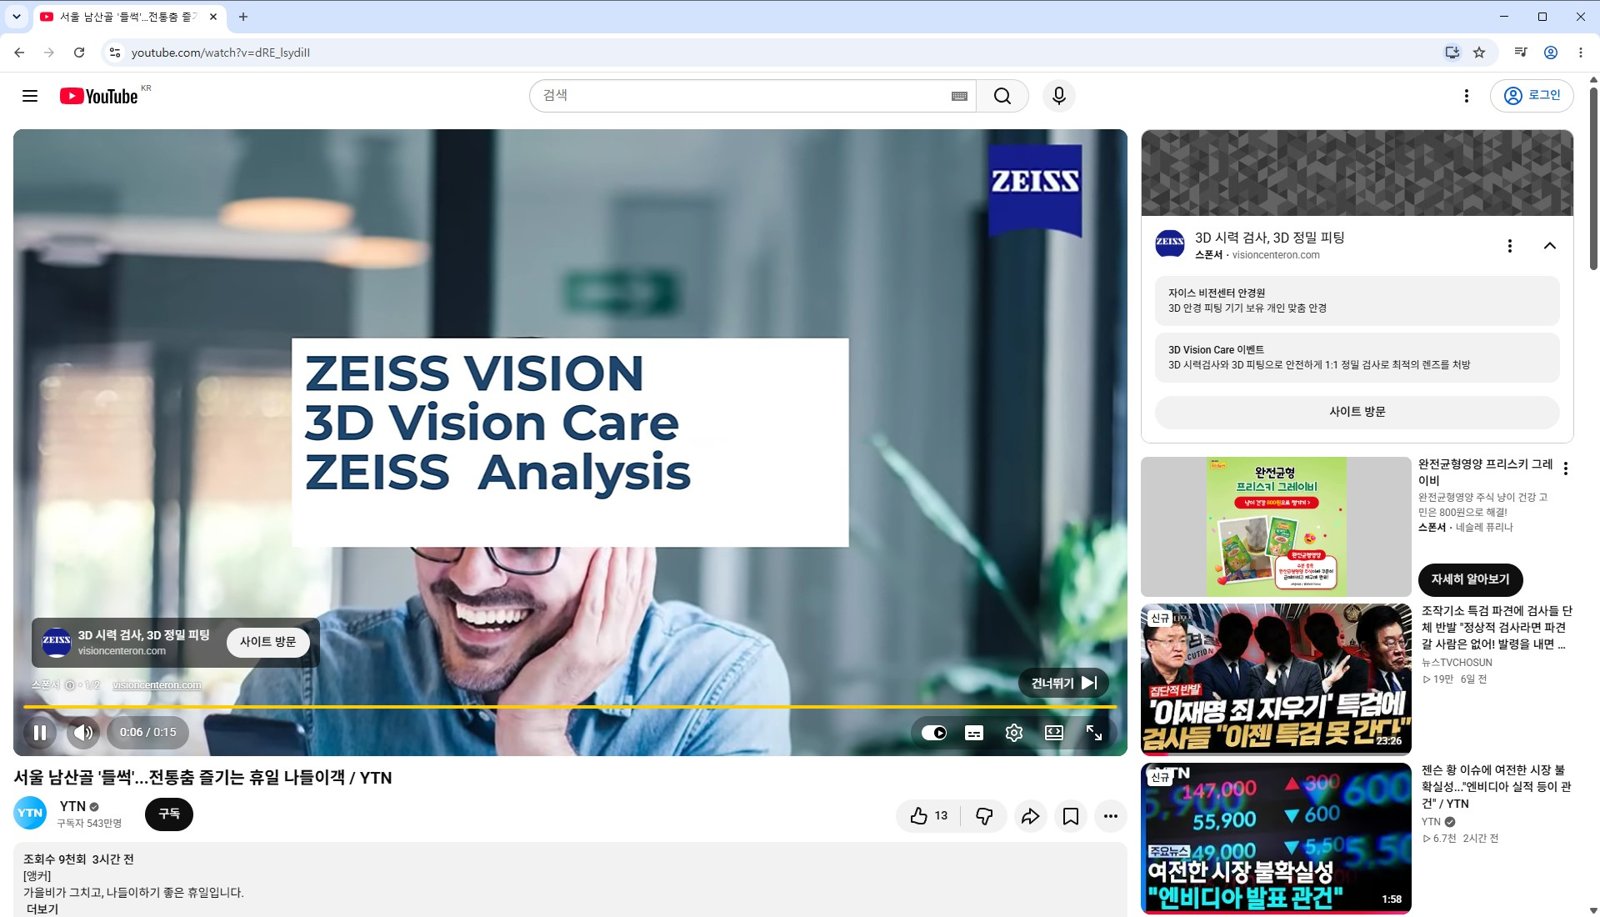 서울 남산골 '들썩'...전통춤 즐기
youtube.com/watch?v=dRE_lsydiII
YouTube KR
검색
로그인
ZEISS
ZEISS VISION
3D Vision Care
ZEISS Analysis
ZEISS
3D 시력 검사, 3D 정밀 피팅
visioncenteron.com
사이트 방문
스폰서 · 1/2 visioncenteron.com
건너뛰기
0:06 / 0:15
서울 남산골 '들썩'...전통춤 즐기는 휴일 나들이객 / YTN
YTN
YTN
구독자 543만명
구독
13
조회수 9천회 3시간 전
[앵커]
가을비가 그치고, 나들이하기 좋은 휴일입니다.
더보기
ZEISS
3D 시력 검사, 3D 정밀 피팅
스폰서 · visioncenteron.com
자이스 비전센터 안경원
3D 안경 피팅 기기 보유 개인 맞춤 안경
3D Vision Care 이벤트
3D 시력검사와 3D 피팅으로 안전하게 1:1 정밀 검사로 최적의 렌즈를 처방
사이트 방문
완전균형
프리스키 그레이비
완전균형영양 프리스키 그레
이비
완전균형영양 주식 냥이 건강 고
민은 800원으로 해결!
스폰서 · 네슬레 퓨리나
자세히 알아보기
신규
집단적 반발
'이재명 죄 지우기' 특검에
검사들 "이젠 특검 못 간다"
23:26
조작기소 특검 파견에 검사들 단
체 반발 "정상적 검사라면 파견
갈 사람은 없어! 발령을 내면 ...
뉴스TVCHOSUN
19만 6일 전
신규
YTN
147,000 ▲ 300
55,900 ▼ 600
49,000 ▼ 5,50
주요뉴스
여전한 시장 불확실성
"엔비디아 발표 관건"
1:58
젠슨 황 이슈에 여전한 시장 불
확실성..."엔비디아 실적 등이 관
건" / YTN
YTN
6.7천 2시간 전